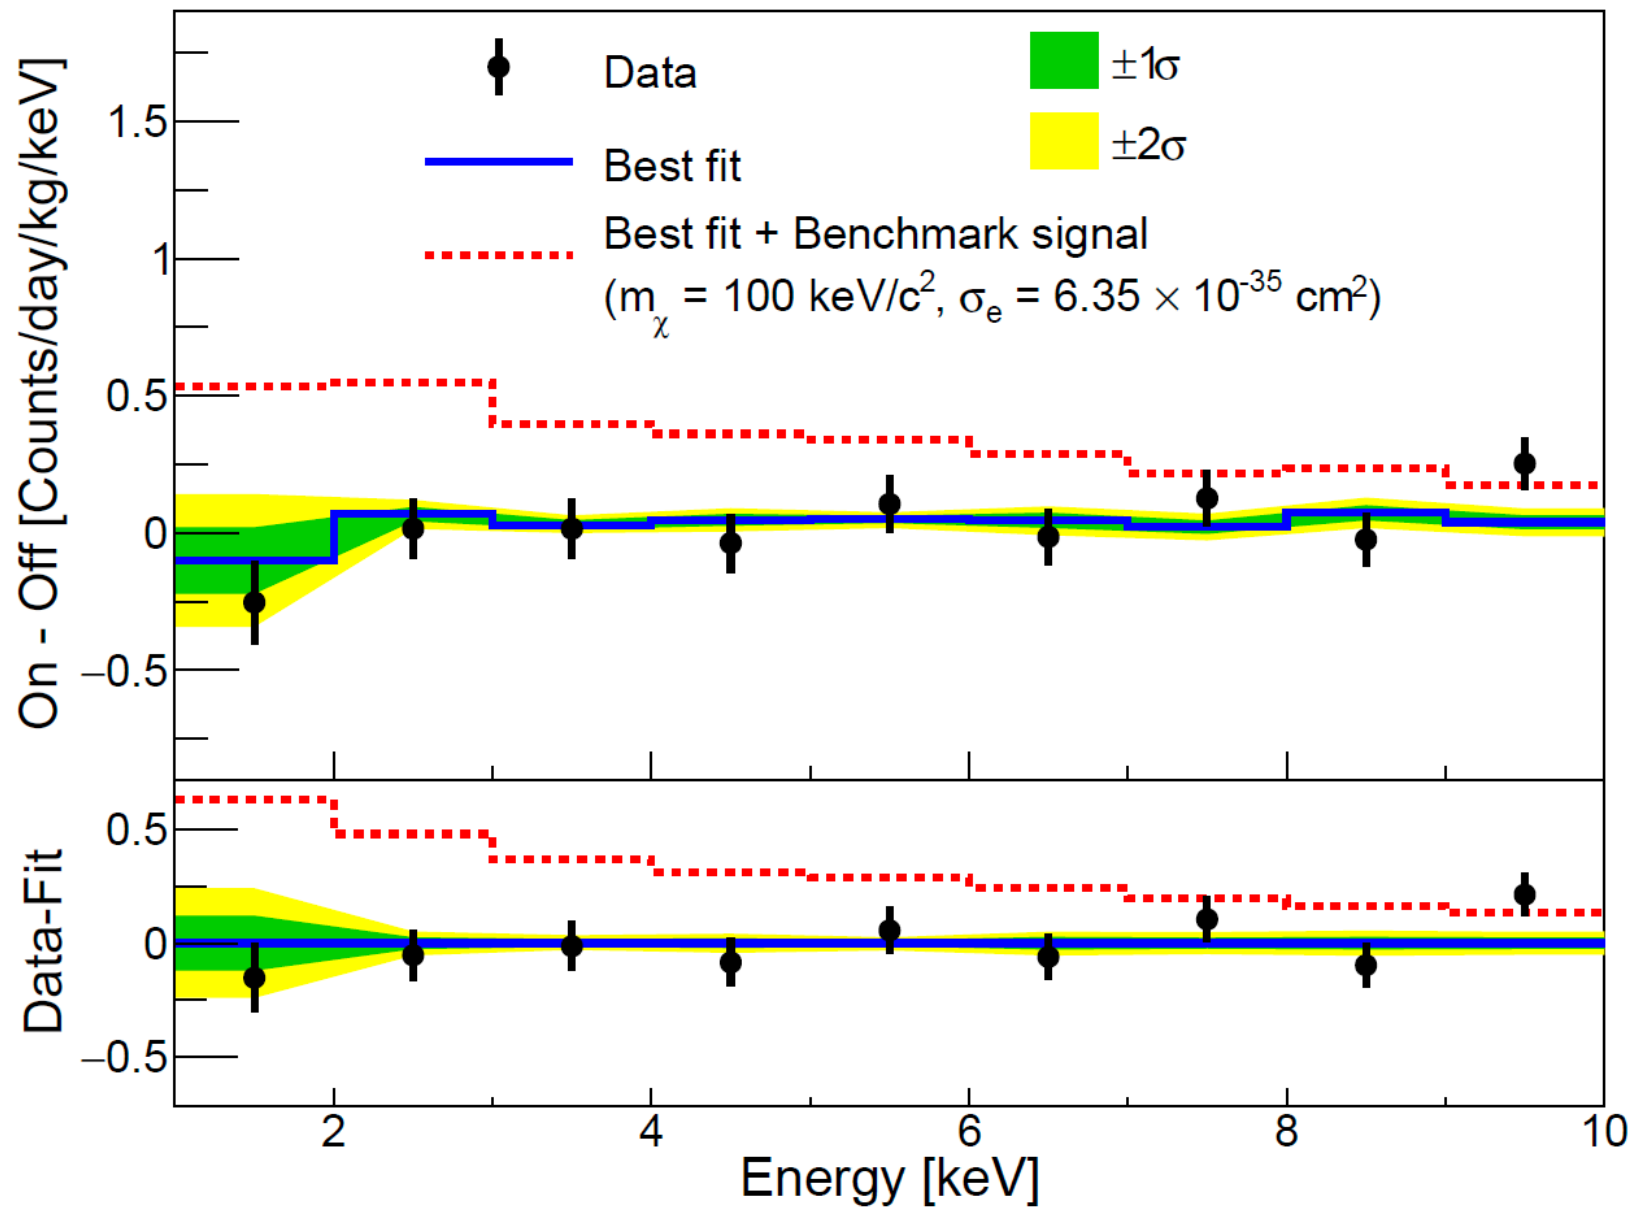 Data
±1σ
±2σ
Best fit
Best fit + Benchmark signal
(mχ = 100 keV/c², σe = 6.35 × 10⁻³⁵ cm²)
On - Off [Counts/day/kg/keV]
1.5
1
0.5
0
−0.5
Data-Fit
0.5
0
−0.5
2
4
6
8
10
Energy [keV]